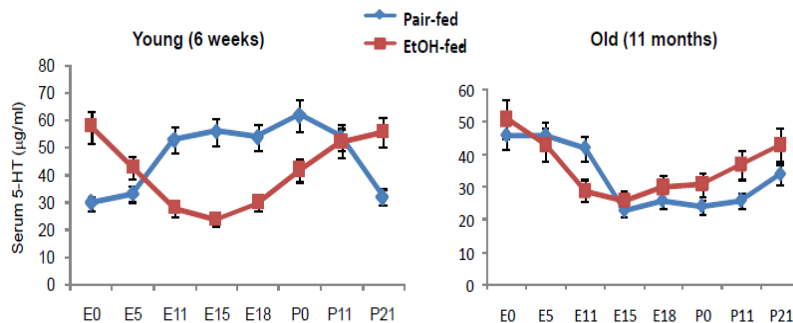 Young (6 weeks)
Pair-fed
EtOH-fed
Old (11 months)
Serum 5-HT (µg/ml)
80
70
60
50
40
30
20
10
0
E0 E5 E11 E15 E18 P0 P11 P21
60
50
40
30
20
10
0
E0 E5 E11 E15 E18 P0 P11 P21